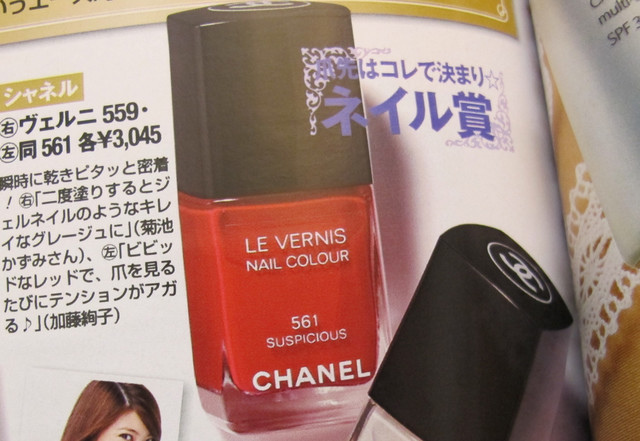 CHANEL
爪先はコレで決まり☆
ネイル賞
シャネル
㊨ヴェルニ 559・
㊧同 561 各¥3,045
瞬時に乾きピタッと密着
！㊨「二度塗りするとジ
ェルネイルのようなキレ
イなグレージュに」(菊池
かずみさん)、㊧「ビビッ
ドなレッドで、爪を見る
たびにテンションがアガ
る♪」(加藤絢子)
LE VERNIS
NAIL COLOUR
561
SUSPICIOUS
CHANEL
SPF